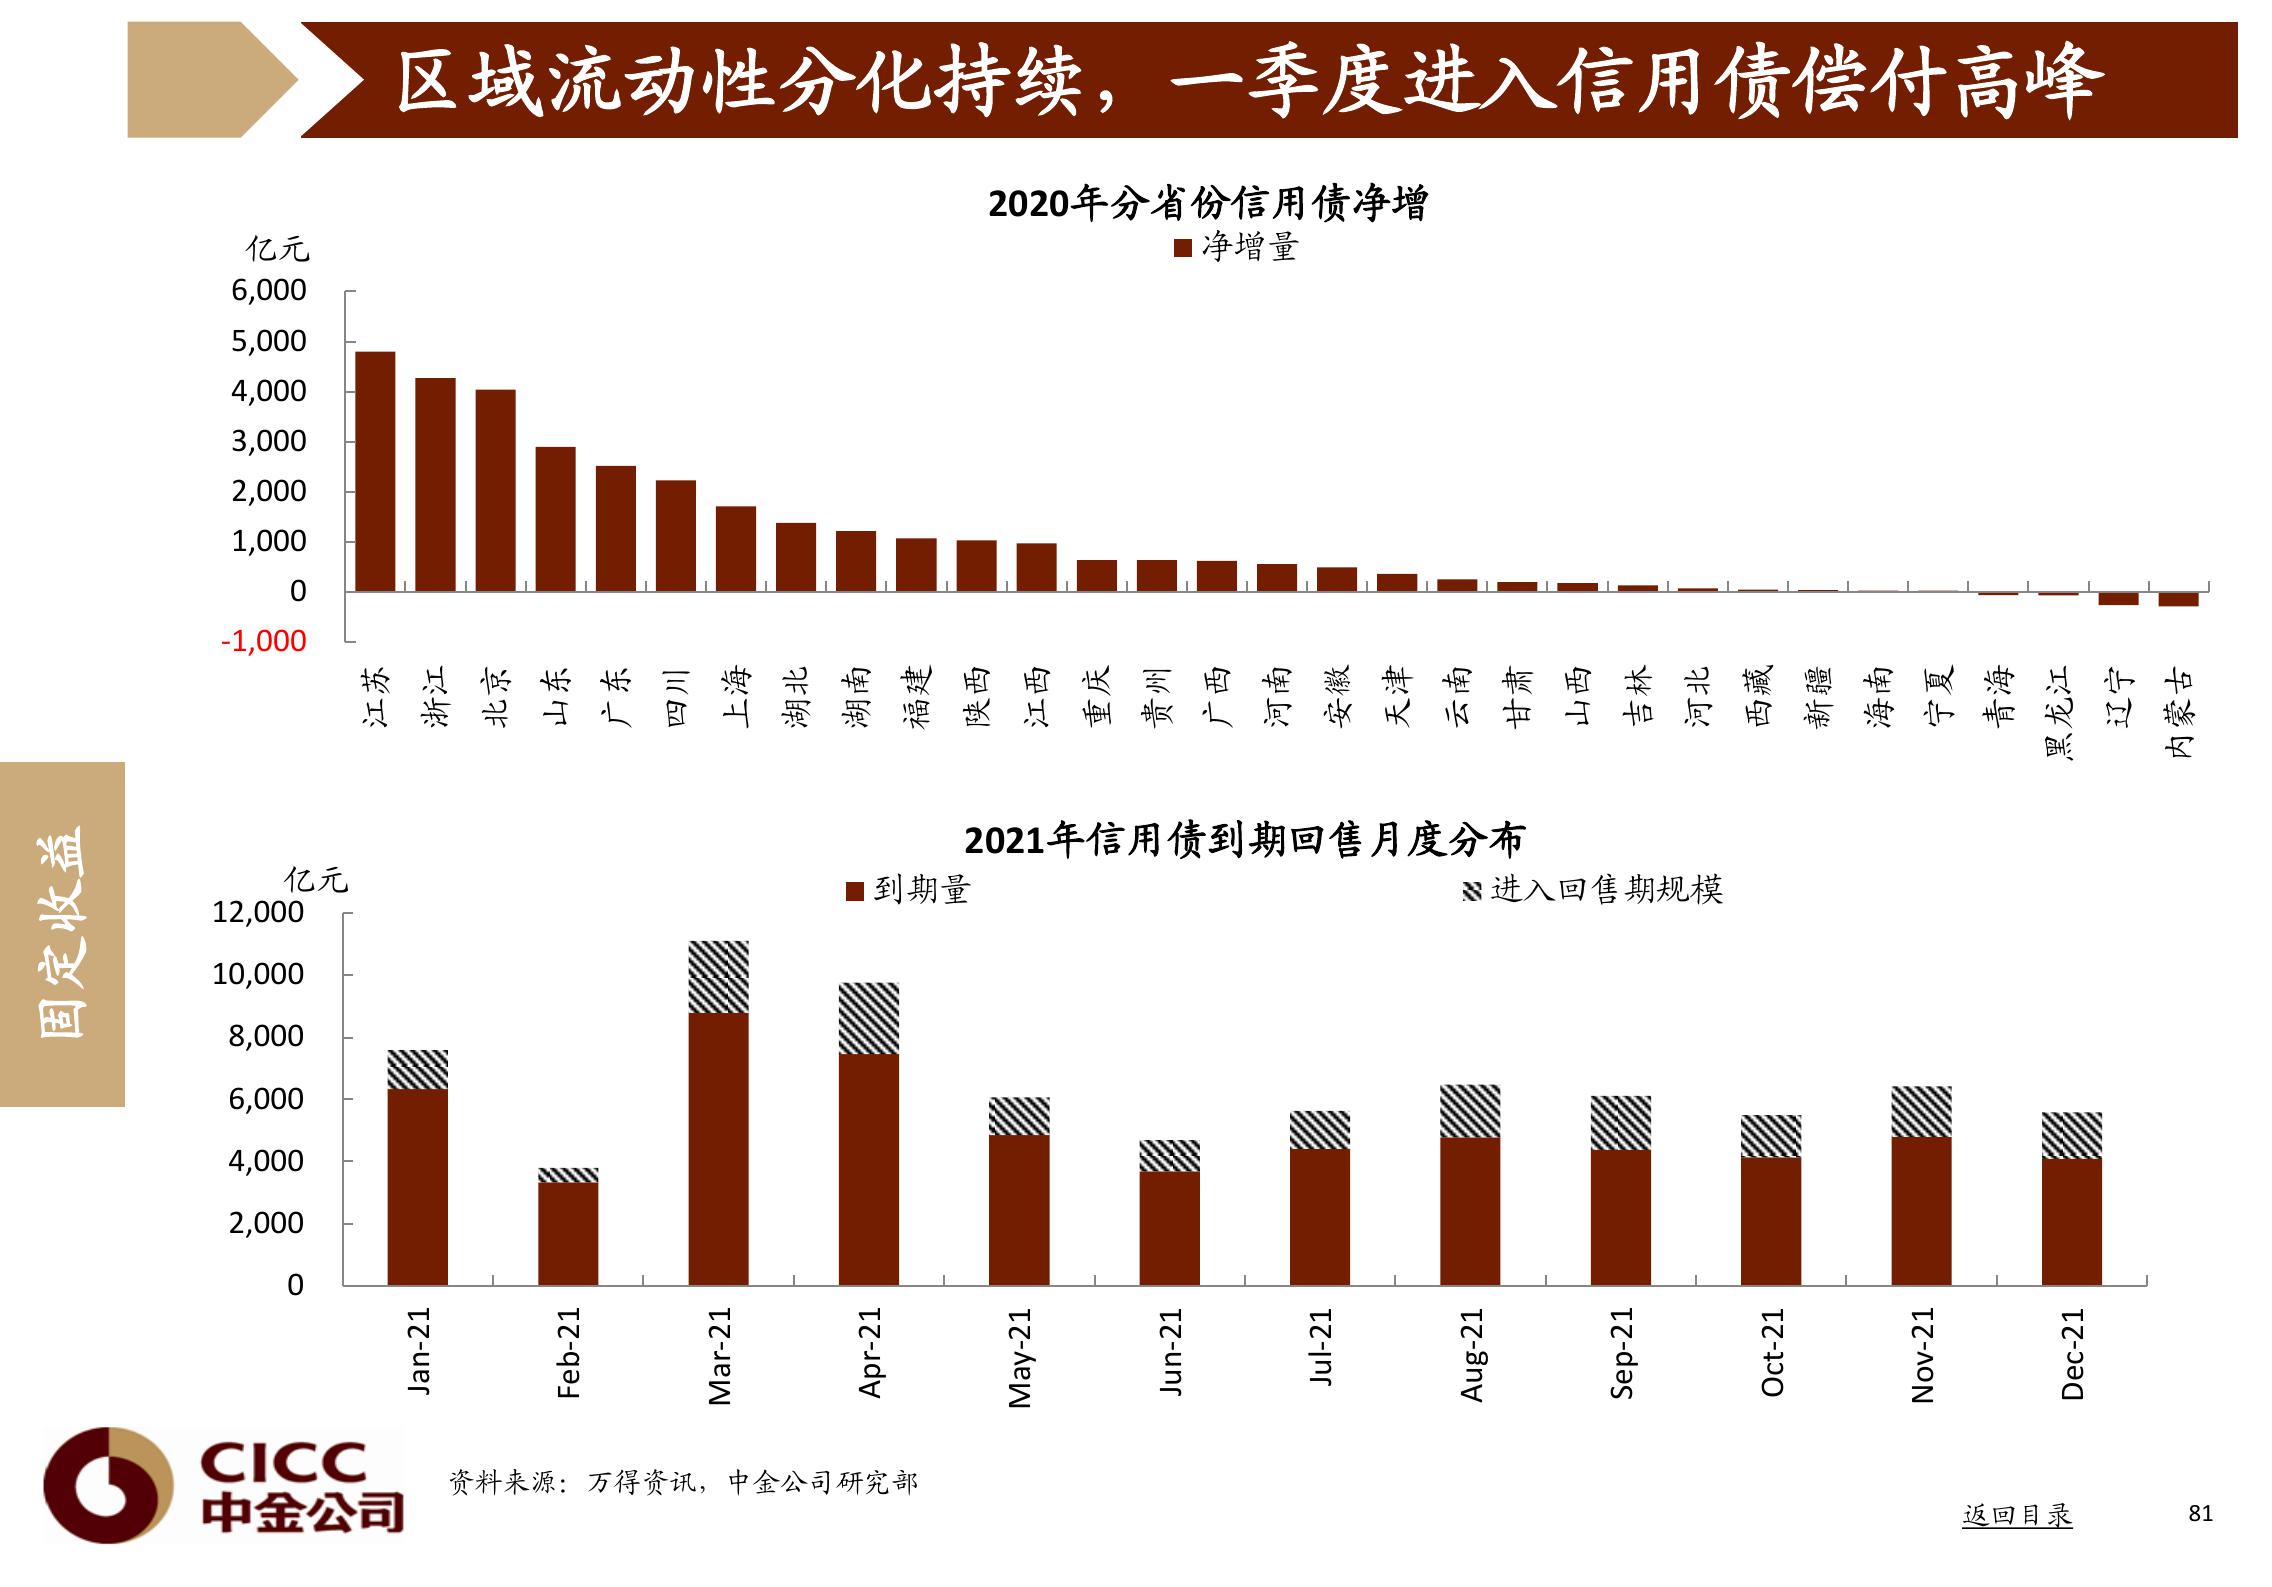 区域流动性分化持续，一季度进入信用债偿付高峰
2020年分省份信用债净增
亿元
净增量
6,000
5,000
4,000
3,000
2,000
1,000
0
-1,000
江苏
浙江
北京
山东
广东
四川
上海
湖北
湖南
福建
陕西
江西
重庆
贵州
广西
河南
安徽
天津
云南
甘肃
山西
吉林
河北
西藏
新疆
海南
宁夏
青海
黑龙江
辽宁
内蒙古
固定收益
2021年信用债到期回售月度分布
亿元
到期量
进入回售期规模
12,000
10,000
8,000
6,000
4,000
2,000
0
Jan-21
Feb-21
Mar-21
Apr-21
May-21
Jun-21
Jul-21
Aug-21
Sep-21
Oct-21
Nov-21
Dec-21
CICC
中金公司
资料来源：万得资讯，中金公司研究部
返回目录
81